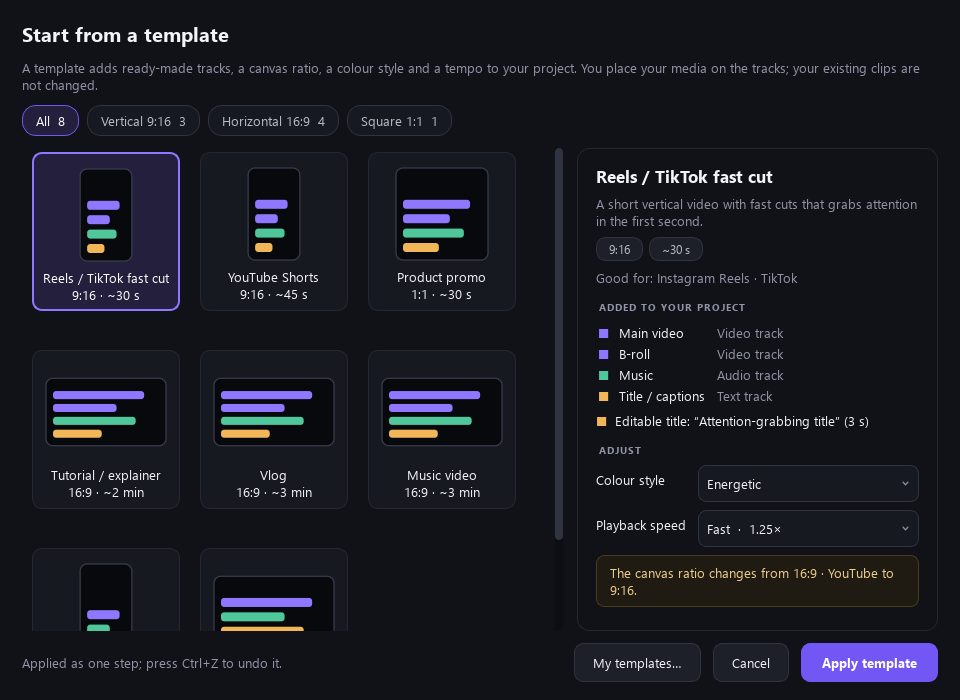 Start from a template
A template adds ready-made tracks, a canvas ratio, a colour style and a tempo to your project. You place your media on the tracks; your existing clips are
not changed.
All 8
Vertical 9:16 3
Horizontal 16:9 4
Square 1:1 1
Reels / TikTok fast cut
9:16 · ~30 s
YouTube Shorts
9:16 · ~45 s
Product promo
1:1 · ~30 s
Tutorial / explainer
16:9 · ~2 min
Vlog
16:9 · ~3 min
Music video
16:9 · ~3 min
Reels / TikTok fast cut
A short vertical video with fast cuts that grabs attention
in the first second.
9:16
~30 s
Good for: Instagram Reels · TikTok
ADDED TO YOUR PROJECT
Main video Video track
B-roll Video track
Music Audio track
Title / captions Text track
Editable title: “Attention-grabbing title” (3 s)
ADJUST
Colour style Energetic
Playback speed Fast · 1.25×
The canvas ratio changes from 16:9 · YouTube to
9:16.
Applied as one step; press Ctrl+Z to undo it.
My templates...
Cancel
Apply template